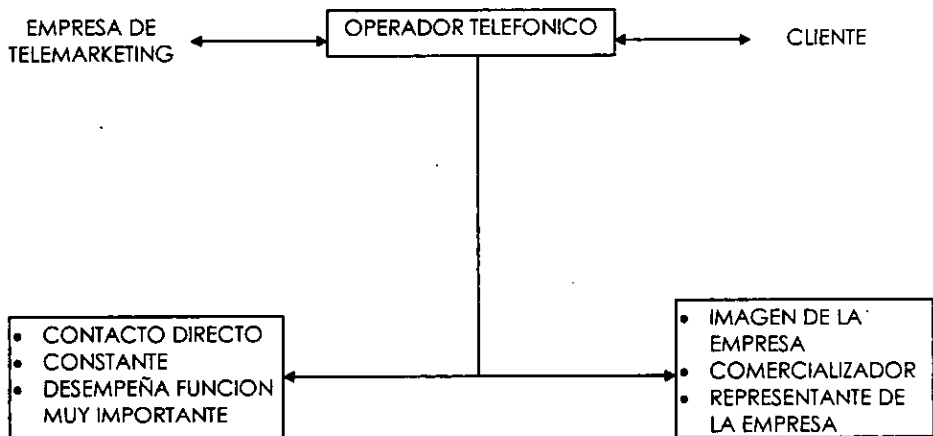 EMPRESA DE
TELEMARKETING
OPERADOR TELEFONICO
CLIENTE
• CONTACTO DIRECTO
• CONSTANTE
• DESEMPEÑA FUNCION
MUY IMPORTANTE
• IMAGEN DE LA
EMPRESA
• COMERCIALIZADOR
• REPRESENTANTE DE
LA EMPRESA